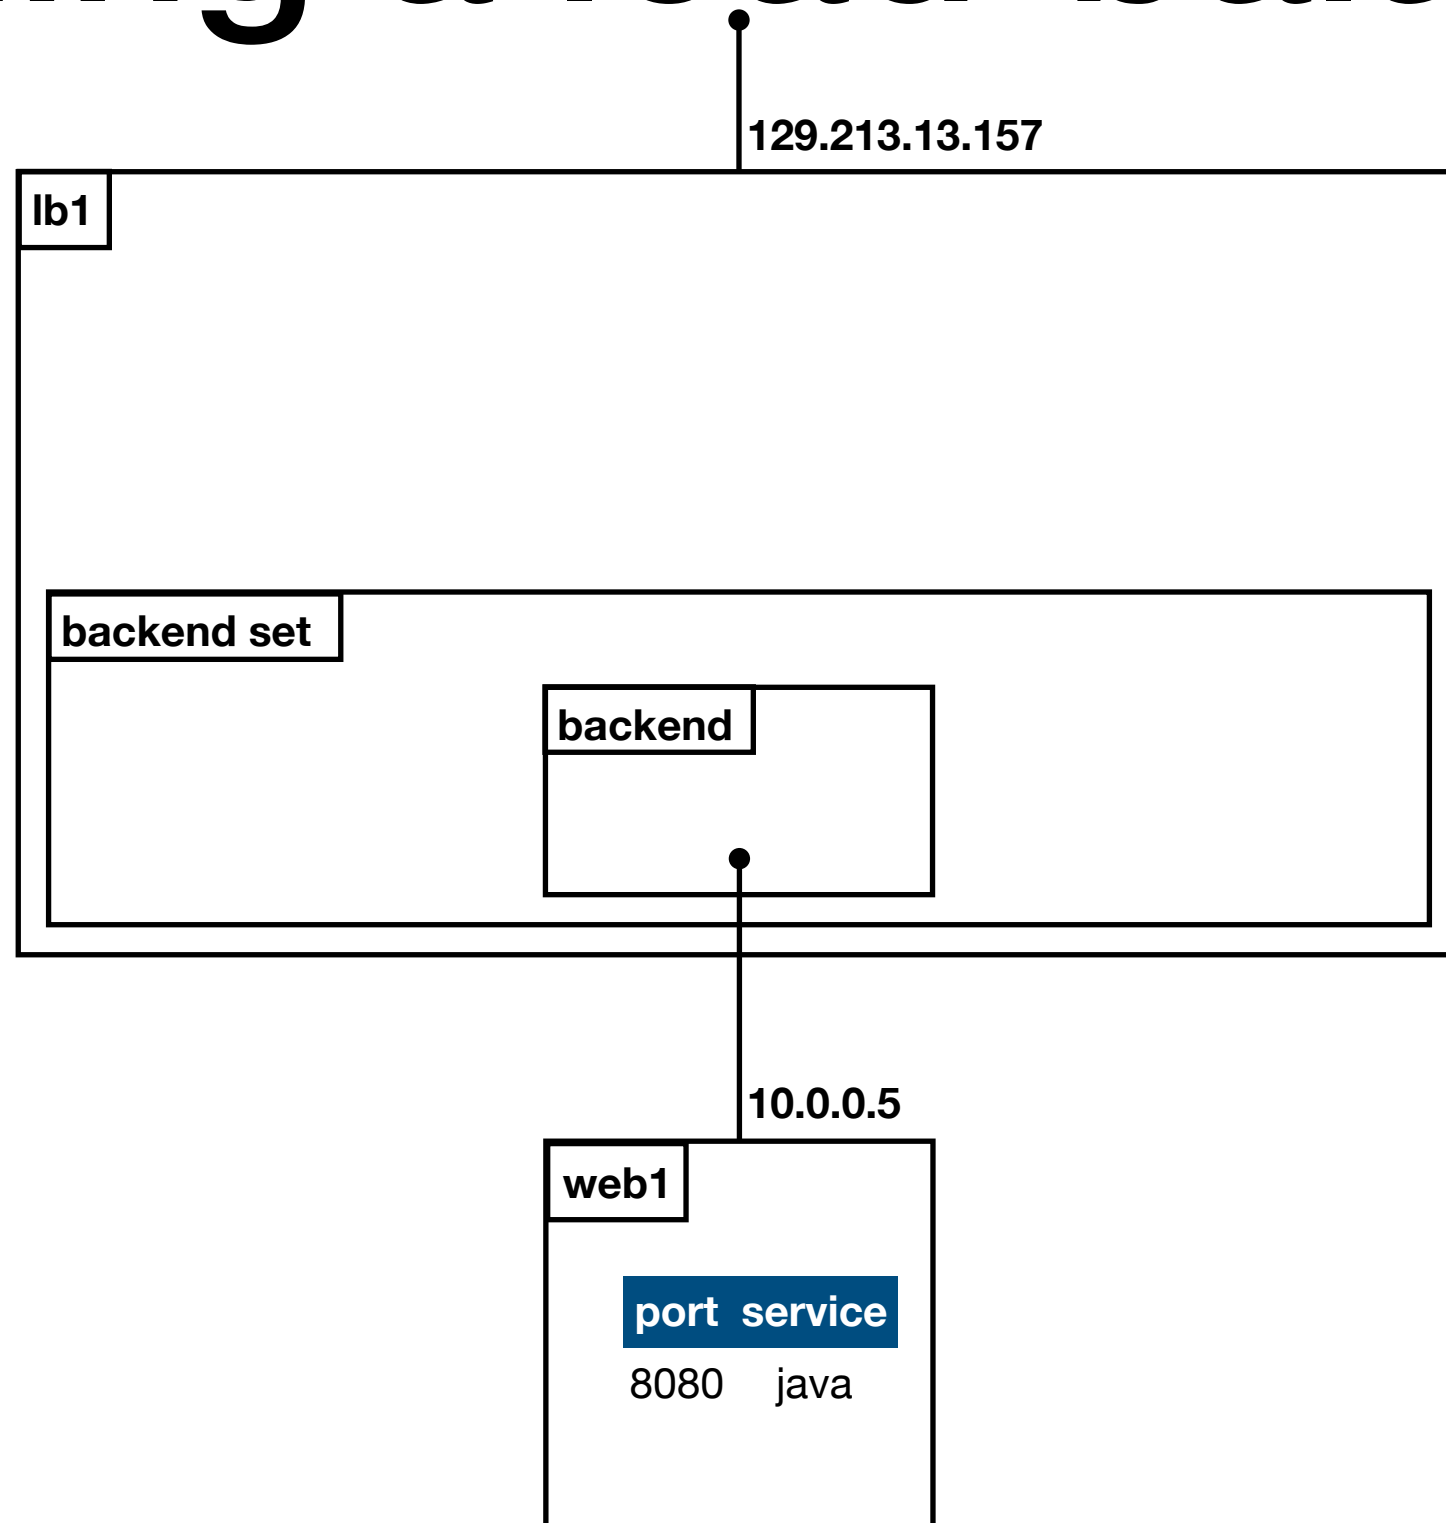 129.213.13.157
lb1
backend set
backend
10.0.0.5
web1
port service
8080 java